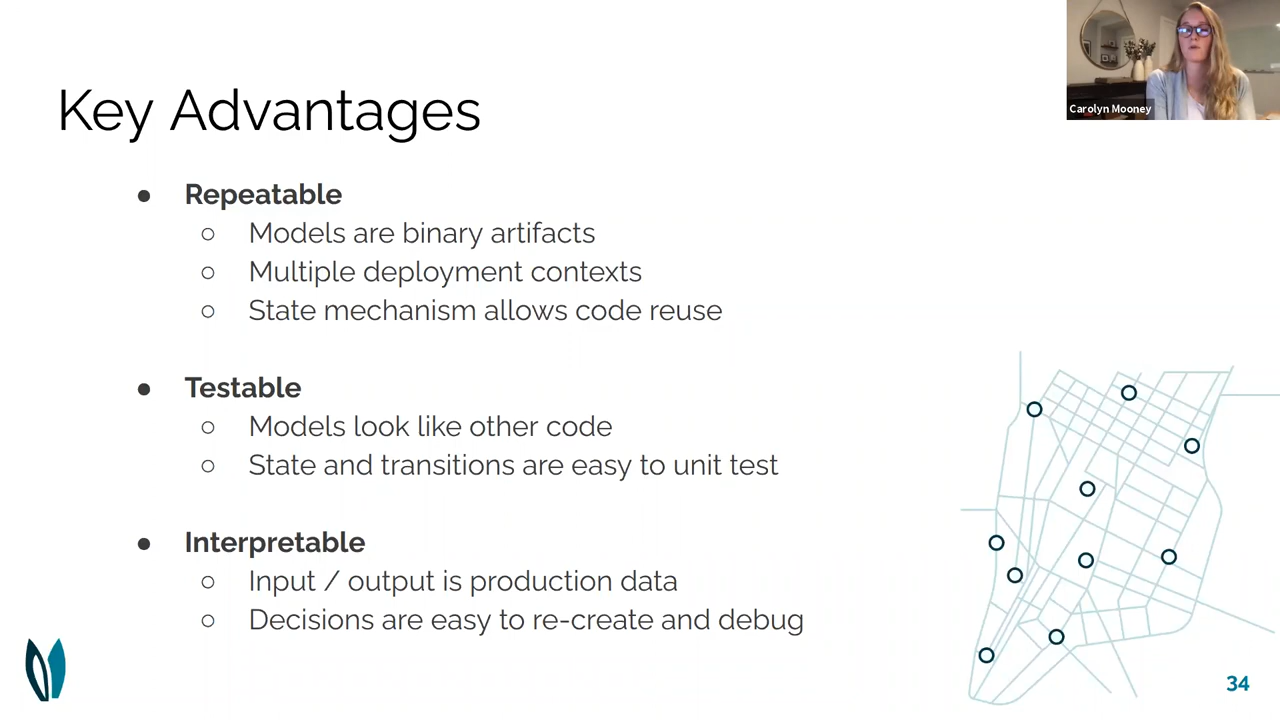 Key Advantages
Carolyn Mooney
● Repeatable
○ Models are binary artifacts
○ Multiple deployment contexts
○ State mechanism allows code reuse
● Testable
○ Models look like other code
○ State and transitions are easy to unit test
● Interpretable
○ Input / output is production data
○ Decisions are easy to re-create and debug
34